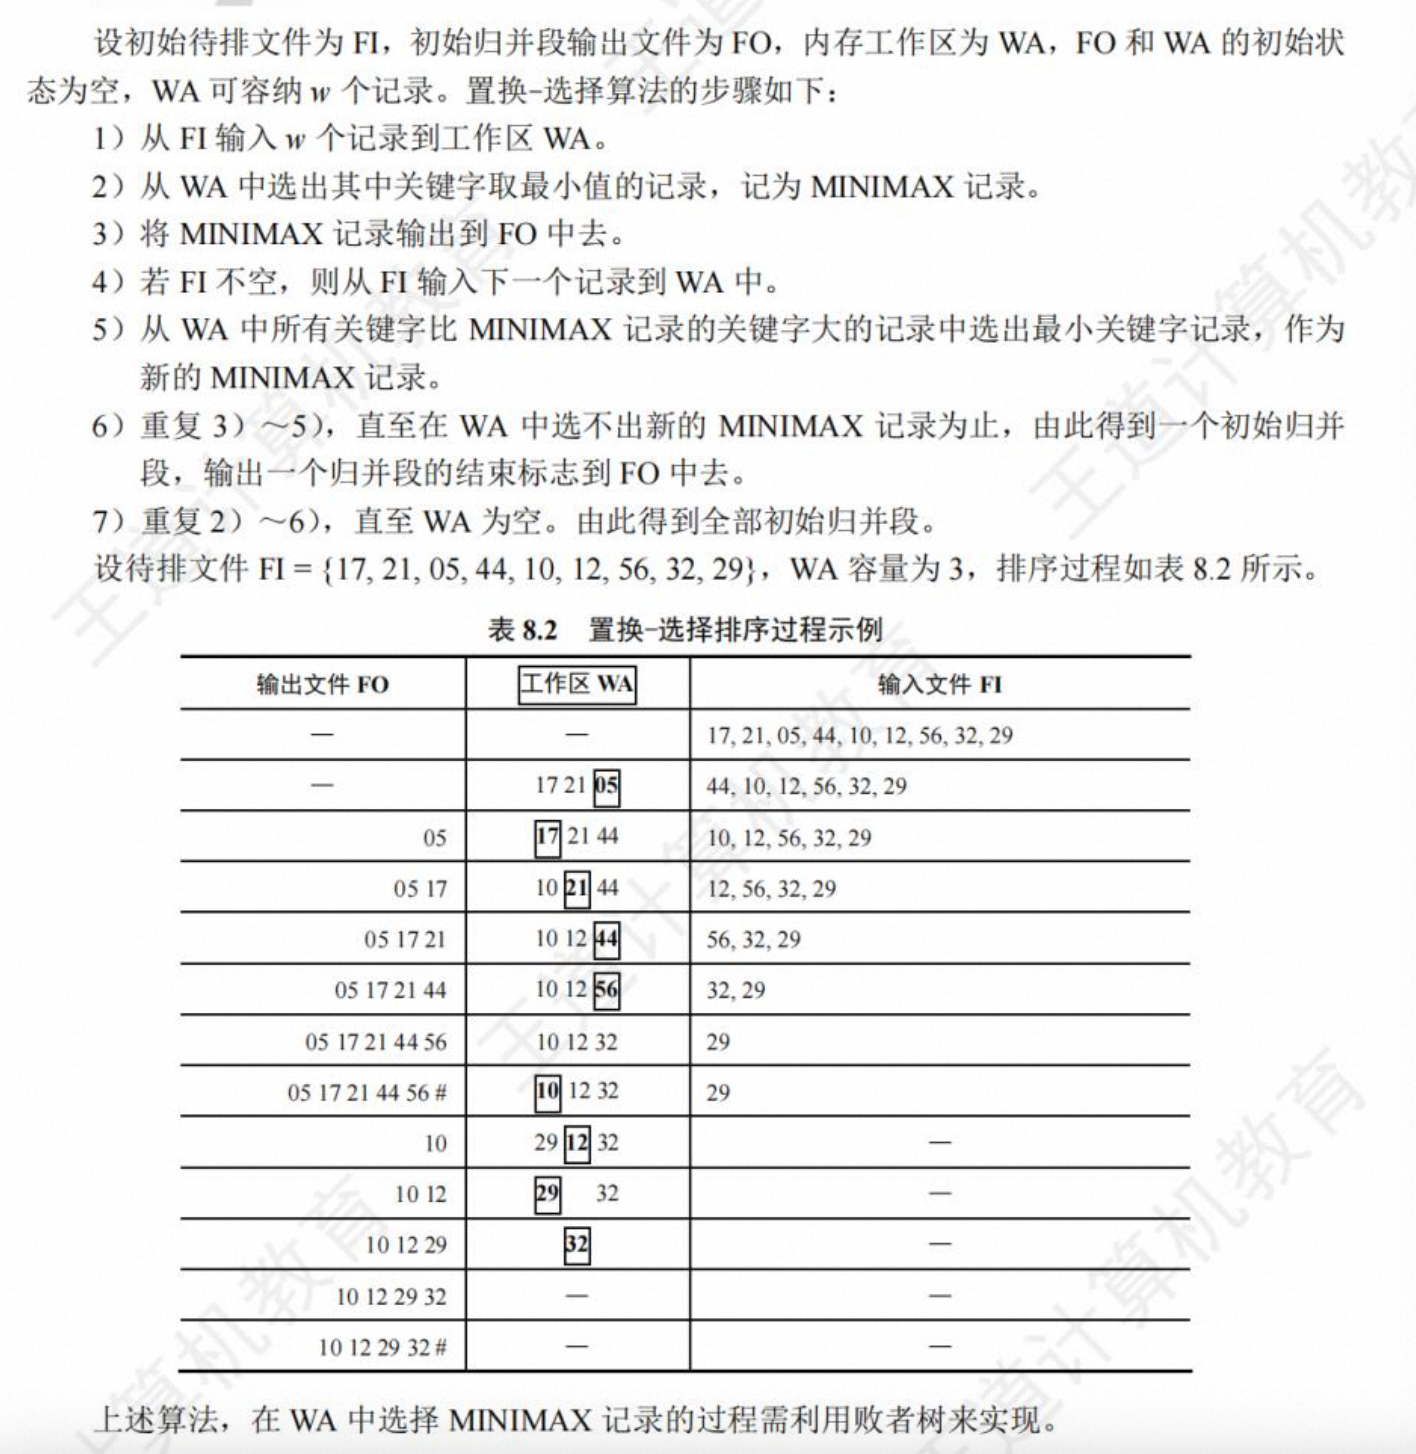 设初始待排文件为 FI，初始归并段输出文件为 FO，内存工作区为 WA，FO 和 WA 的初始状
态为空，WA 可容纳 w 个记录。置换-选择算法的步骤如下：
1）从 FI 输入 w 个记录到工作区 WA。
2）从 WA 中选出其中关键字取最小值的记录，记为 MINIMAX 记录。
3）将 MINIMAX 记录输出到 FO 中去。
4）若 FI 不空，则从 FI 输入下一个记录到 WA 中。
5）从 WA 中所有关键字比 MINIMAX 记录的关键字大的记录中选出最小关键字记录，作为
新的 MINIMAX 记录。
6）重复 3）～5），直至在 WA 中选不出新的 MINIMAX 记录为止，由此得到一个初始归并
段，输出一个归并段的结束标志到 FO 中去。
7）重复 2）～6），直至 WA 为空。由此得到全部初始归并段。
设待排文件 FI = {17, 21, 05, 44, 10, 12, 56, 32, 29}，WA 容量为 3，排序过程如表 8.2 所示。
表 8.2 置换-选择排序过程示例
输出文件 FO 工作区 WA 输入文件 FI
— — 17, 21, 05, 44, 10, 12, 56, 32, 29
— 17 21 05 44, 10, 12, 56, 32, 29
05 17 21 44 10, 12, 56, 32, 29
05 17 10 21 44 12, 56, 32, 29
05 17 21 10 12 44 56, 32, 29
05 17 21 44 10 12 56 32, 29
05 17 21 44 56 10 12 32 29
05 17 21 44 56 # 10 12 32 29
10 29 12 32 —
10 12 29 32 —
10 12 29 32 —
10 12 29 32 — —
10 12 29 32 # — —
上述算法，在 WA 中选择 MINIMAX 记录的过程需利用败者树来实现。
王道计算机教育